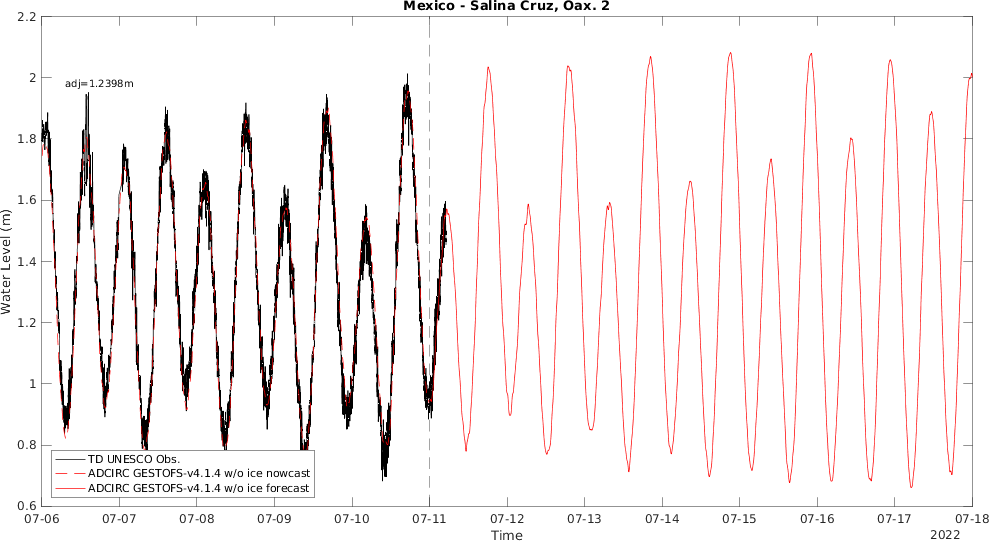 Mexico - Salina Cruz, Oax. 2
2.2
2
1.8
1.6
1.4
1.2
1
0.8
0.6
Water Level (m)
adj=1.2398m
TD UNESCO Obs.
ADCIRC GESTOFS-v4.1.4 w/o ice nowcast
ADCIRC GESTOFS-v4.1.4 w/o ice forecast
07-06 07-07 07-08 07-09 07-10 07-11 07-12 07-13 07-14 07-15 07-16 07-17 07-18
Time
2022